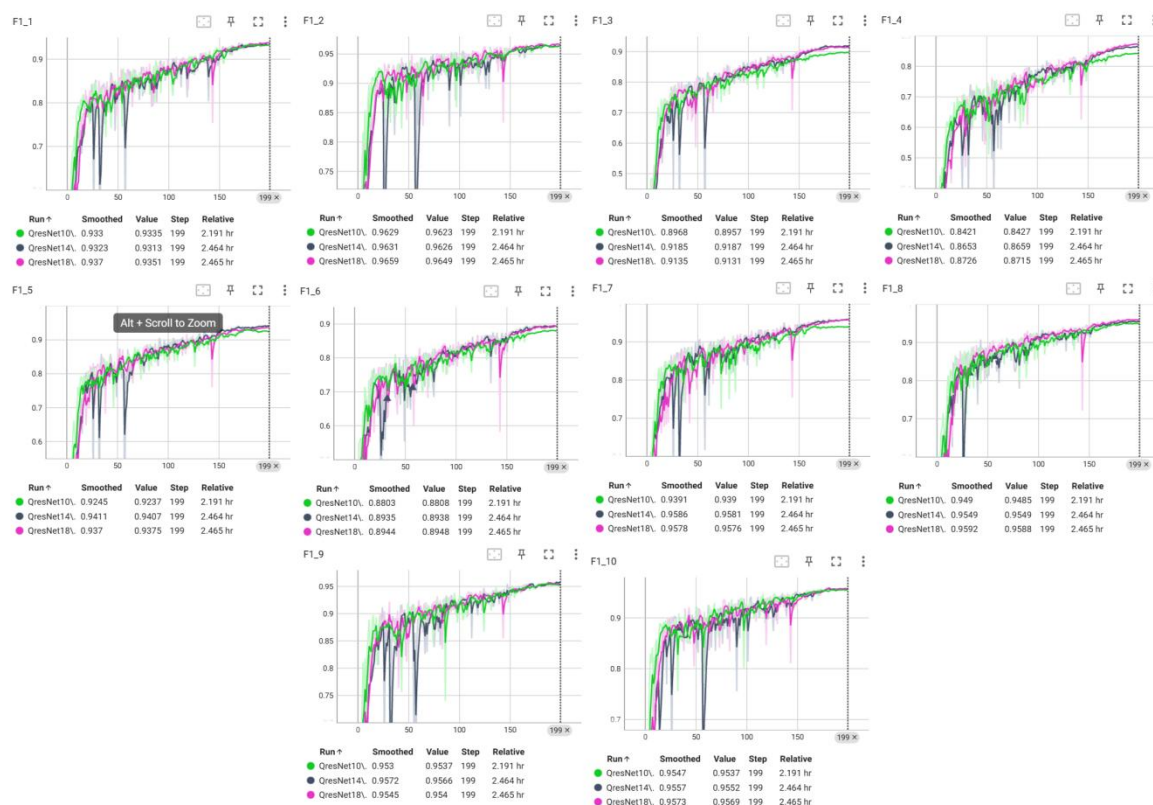 F1_1
0.9
0.8
0.7
0 50 100 150 199 ×
Run ↑ Smoothed Value Step Relative
QresNet10\. 0.933 0.9335 199 2.191 hr
QresNet14\. 0.9323 0.9313 199 2.464 hr
QresNet18\. 0.937 0.9351 199 2.465 hr
F1_2
0.95
0.9
0.85
0.8
0.75
0 50 100 150 199 ×
Run ↑ Smoothed Value Step Relative
QresNet10\. 0.9629 0.9623 199 2.191 hr
QresNet14\. 0.9631 0.9626 199 2.464 hr
QresNet18\. 0.9659 0.9649 199 2.465 hr
F1_3
0.9
0.8
0.7
0.6
0.5
0 50 100 150 199 ×
Run ↑ Smoothed Value Step Relative
QresNet10\. 0.8968 0.8957 199 2.191 hr
QresNet14\. 0.9185 0.9187 199 2.464 hr
QresNet18\. 0.9135 0.9131 199 2.465 hr
F1_4
0.8
0.7
0.6
0.5
0 50 100 150 199 ×
Run ↑ Smoothed Value Step Relative
QresNet10\. 0.8421 0.8427 199 2.191 hr
QresNet14\. 0.8653 0.8659 199 2.464 hr
QresNet18\. 0.8726 0.8715 199 2.465 hr
F1_5
Alt + Scroll to Zoom
0.9
0.8
0.7
0.6
0 50 100 150 199 ×
Run ↑ Smoothed Value Step Relative
QresNet10\. 0.9245 0.9237 199 2.191 hr
QresNet14\. 0.9411 0.9407 199 2.464 hr
QresNet18\. 0.937 0.9375 199 2.465 hr
F1_6
0.9
0.8
0.7
0.6
0 50 100 150 199 ×
Run ↑ Smoothed Value Step Relative
QresNet10\. 0.8803 0.8808 199 2.191 hr
QresNet14\. 0.8935 0.8938 199 2.464 hr
QresNet18\. 0.8944 0.8948 199 2.465 hr
F1_7
0.9
0.8
0.7
0 50 100 150 199 ×
Run ↑ Smoothed Value Step Relative
QresNet10\. 0.9391 0.939 199 2.191 hr
QresNet14\. 0.9586 0.9581 199 2.464 hr
QresNet18\. 0.9578 0.9576 199 2.465 hr
F1_8
0.9
0.8
0.7
0.6
0 50 100 150 199 ×
Run ↑ Smoothed Value Step Relative
QresNet10\. 0.949 0.9485 199 2.191 hr
QresNet14\. 0.9549 0.9549 199 2.464 hr
QresNet18\. 0.9592 0.9588 199 2.465 hr
F1_9
0.95
0.9
0.85
0.8
0.75
0 50 100 150 199 ×
Run ↑ Smoothed Value Step Relative
QresNet10\. 0.953 0.9537 199 2.191 hr
QresNet14\. 0.9572 0.9566 199 2.464 hr
QresNet18\. 0.9545 0.954 199 2.465 hr
F1_10
0.9
0.8
0.7
0 50 100 150 199 ×
Run ↑ Smoothed Value Step Relative
QresNet10\. 0.9547 0.9537 199 2.191 hr
QresNet14\. 0.9557 0.9552 199 2.464 hr
QresNet18\. 0.9573 0.9569 199 2.465 hr